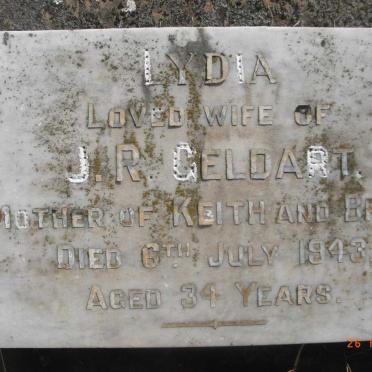 LYDIA
LOVED WIFE OF
J. R. GELDART.
MOTHER OF KEITH AND
DIED 6TH JULY 1943
AGED 34 YEARS.
26